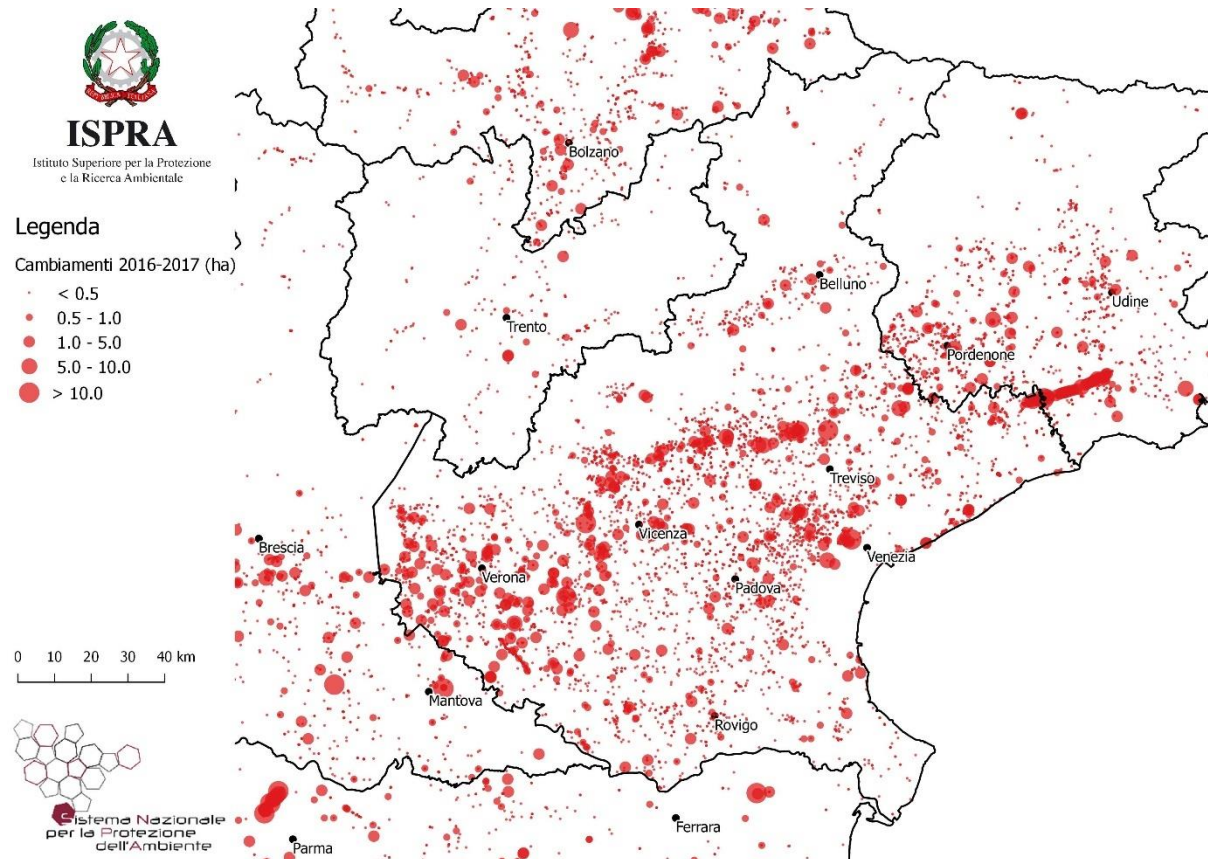 REPVBBLICA ITALIANA
ISPRA
Istituto Superiore per la Protezione
e la Ricerca Ambientale
Legenda
Cambiamenti 2016-2017 (ha)
< 0.5
0.5 - 1.0
1.0 - 5.0
5.0 - 10.0
> 10.0
Bolzano
Belluno
Udine
Trento
Pordenone
Treviso
Vicenza
Brescia
Venezia
Verona
Padova
0 10 20 30 40 km
Mantova
Rovigo
Ferrara
Parma
Sistema Nazionale
per la Protezione
dell'Ambiente